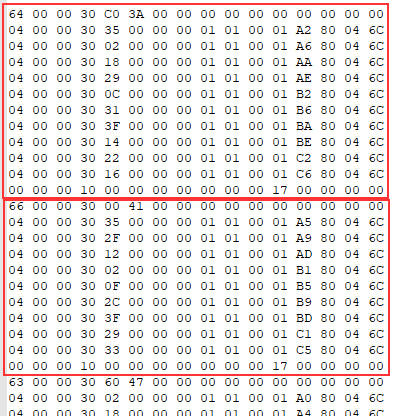 64 00 00 30 C0 3A 00 00 00 00 00 00 00 00 00 00
04 00 00 30 35 00 00 00 01 01 00 01 A2 80 04 6C
04 00 00 30 02 00 00 00 01 01 00 01 A6 80 04 6C
04 00 00 30 18 00 00 00 01 01 00 01 AA 80 04 6C
04 00 00 30 29 00 00 00 01 01 00 01 AE 80 04 6C
04 00 00 30 0C 00 00 00 01 01 00 01 B2 80 04 6C
04 00 00 30 31 00 00 00 01 01 00 01 B6 80 04 6C
04 00 00 30 3F 00 00 00 01 01 00 01 BA 80 04 6C
04 00 00 30 14 00 00 00 01 01 00 01 BE 80 04 6C
04 00 00 30 22 00 00 00 01 01 00 01 C2 80 04 6C
04 00 00 30 16 00 00 00 01 01 00 01 C6 80 04 6C
00 00 00 10 00 00 00 00 00 00 00 17 00 00 00 00
66 00 00 30 00 41 00 00 00 00 00 00 00 00 00 00
04 00 00 30 35 00 00 00 01 01 00 01 A5 80 04 6C
04 00 00 30 2F 00 00 00 01 01 00 01 A9 80 04 6C
04 00 00 30 12 00 00 00 01 01 00 01 AD 80 04 6C
04 00 00 30 02 00 00 00 01 01 00 01 B1 80 04 6C
04 00 00 30 0F 00 00 00 01 01 00 01 B5 80 04 6C
04 00 00 30 2C 00 00 00 01 01 00 01 B9 80 04 6C
04 00 00 30 3F 00 00 00 01 01 00 01 BD 80 04 6C
04 00 00 30 29 00 00 00 01 01 00 01 C1 80 04 6C
04 00 00 30 33 00 00 00 01 01 00 01 C5 80 04 6C
00 00 00 10 00 00 00 00 00 00 00 17 00 00 00 00
63 00 00 30 60 47 00 00 00 00 00 00 00 00 00 00
04 00 00 30 02 00 00 00 01 01 00 01 A0 80 04 6C
04 00 00 30 18 00 00 00 01 01 00 01 A4 80 04 6C